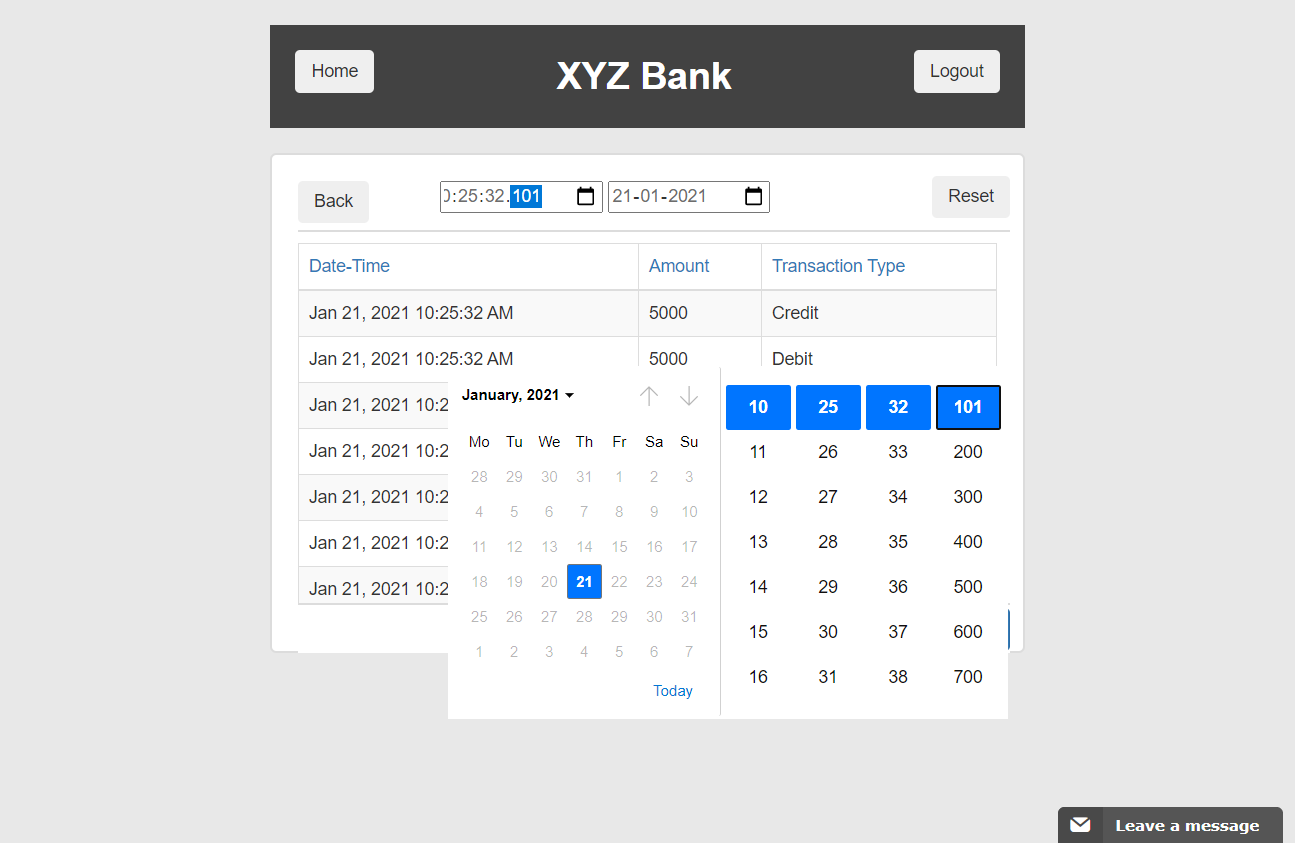 Home XYZ Bank Logout
Back :25:32.101 21-01-2021 Reset
Date-Time Amount Transaction Type
Jan 21, 2021 10:25:32 AM 5000 Credit
Jan 21, 2021 10:25:32 AM 5000 Debit
Jan 21, 2021 10:2
Jan 21, 2021 10:2
Jan 21, 2021 10:2
Jan 21, 2021 10:2
Jan 21, 2021 10:2
January, 2021
Mo Tu We Th Fr Sa Su
28 29 30 31 1 2 3
4 5 6 7 8 9 10
11 12 13 14 15 16 17
18 19 20 21 22 23 24
25 26 27 28 29 30 31
1 2 3 4 5 6 7
Today
10 25 32 101
11 26 33 200
12 27 34 300
13 28 35 400
14 29 36 500
15 30 37 600
16 31 38 700
Leave a message